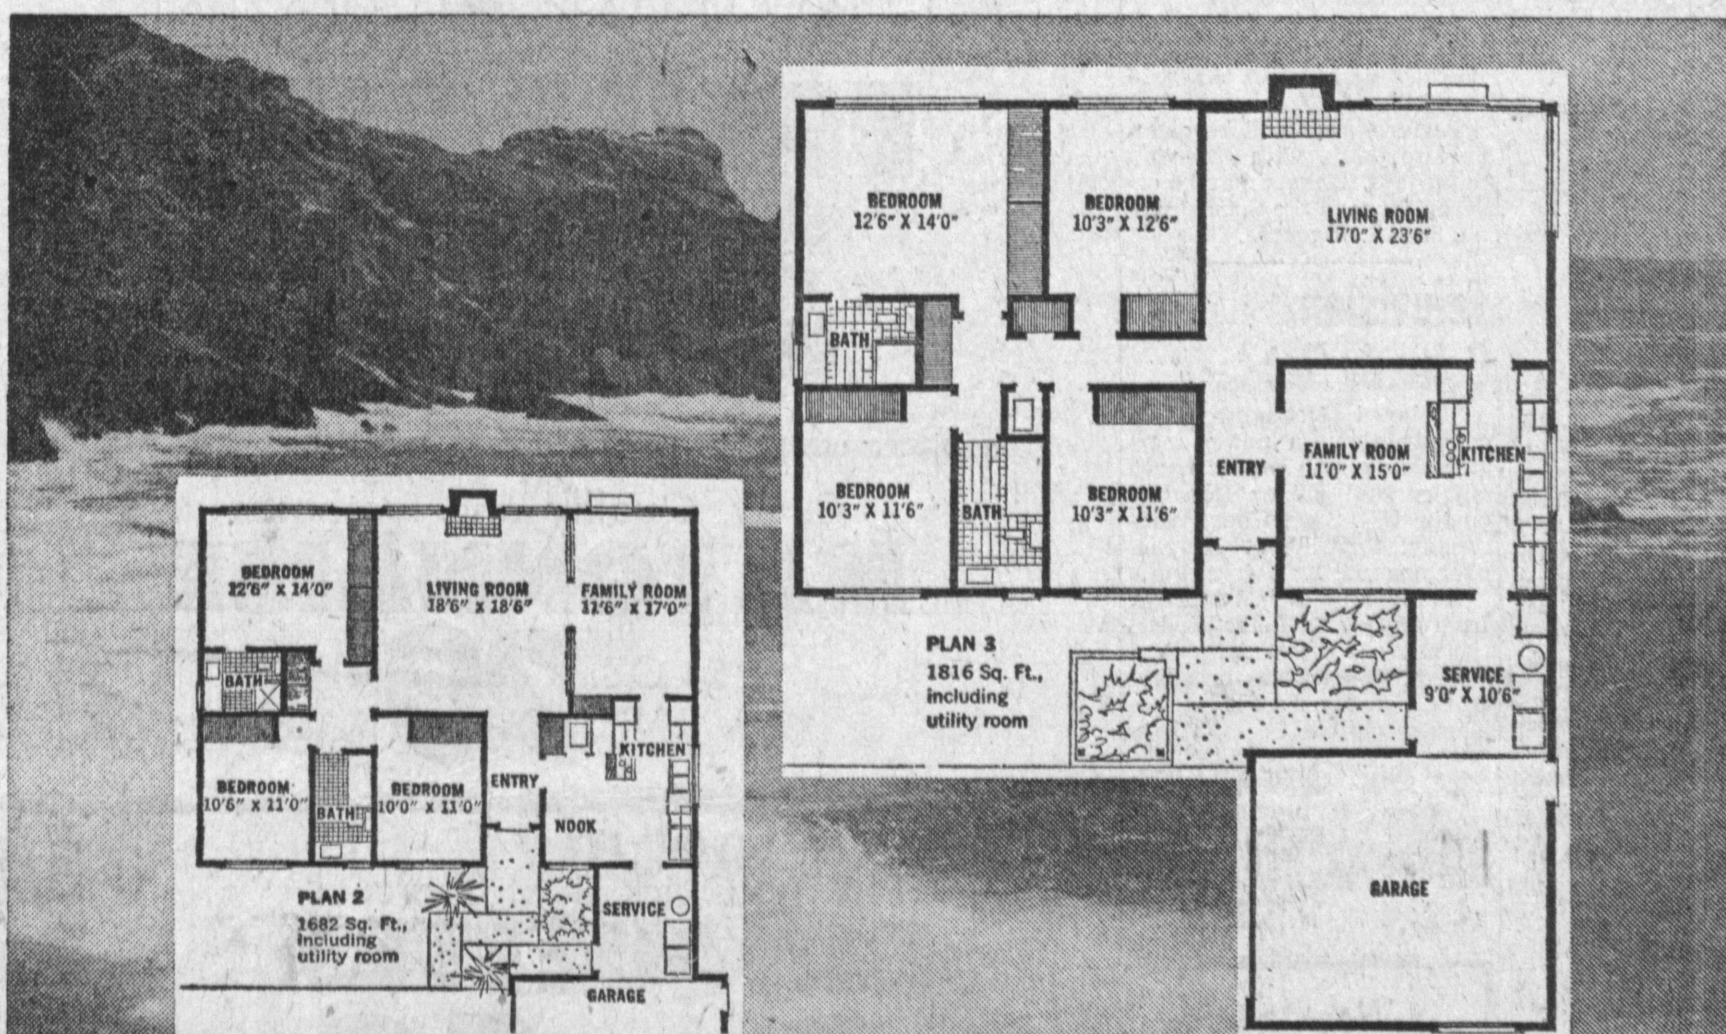 BEDROOM
12'6" X 14'0"
BEDROOM
10'3" X 12'6"
LIVING ROOM
17'0" X 23'6"
BATH
BEDROOM
10'3" X 11'6"
BATH
BEDROOM
10'3" X 11'6"
ENTRY
FAMILY ROOM
11'0" X 15'0"
KITCHEN
PLAN 3
1816 Sq. Ft.,
including
utility room
SERVICE
9'0" X 10'6"
GARAGE
BEDROOM
12'6" X 14'0"
LIVING ROOM
18'6" X 18'6"
FAMILY ROOM
11'6" X 17'0"
BATH
BEDROOM
10'6" X 11'0"
BATH
BEDROOM
10'0" X 11'0"
ENTRY
KITCHEN
NOOK
PLAN 2
1682 Sq. Ft.,
including
utility room
SERVICE
GARAGE